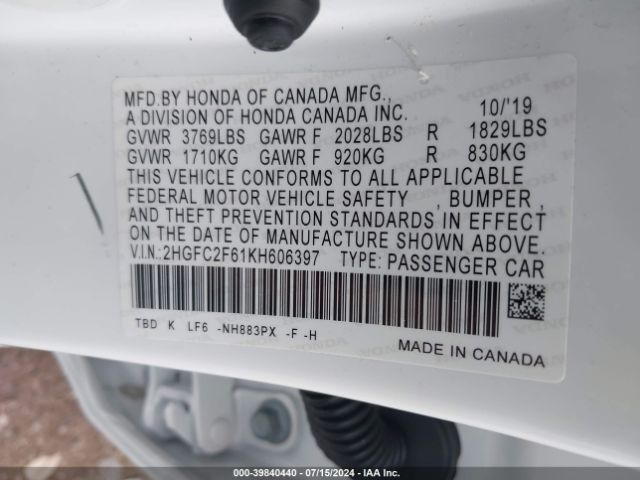 MFD.BY HONDA OF CANADA MFG.,
A DIVISION OF HONDA CANADA INC. 10/'19
GVWR 3769LBS GAWR F 2028LBS R 1829LBS
GVWR 1710KG GAWR F 920KG R 830KG
THIS VEHICLE CONFORMS TO ALL APPLICABLE
FEDERAL MOTOR VEHICLE SAFETY , BUMPER ,
AND THEFT PREVENTION STANDARDS IN EFFECT
ON THE DATE OF MANUFACTURE SHOWN ABOVE.
V.I.N.:2HGFC2F61KH606397 TYPE: PASSENGER CAR
TBD K LF6 -NH883PX -F -H
MADE IN CANADA
000-39840440 - 07/15/2024 - IAA Inc.